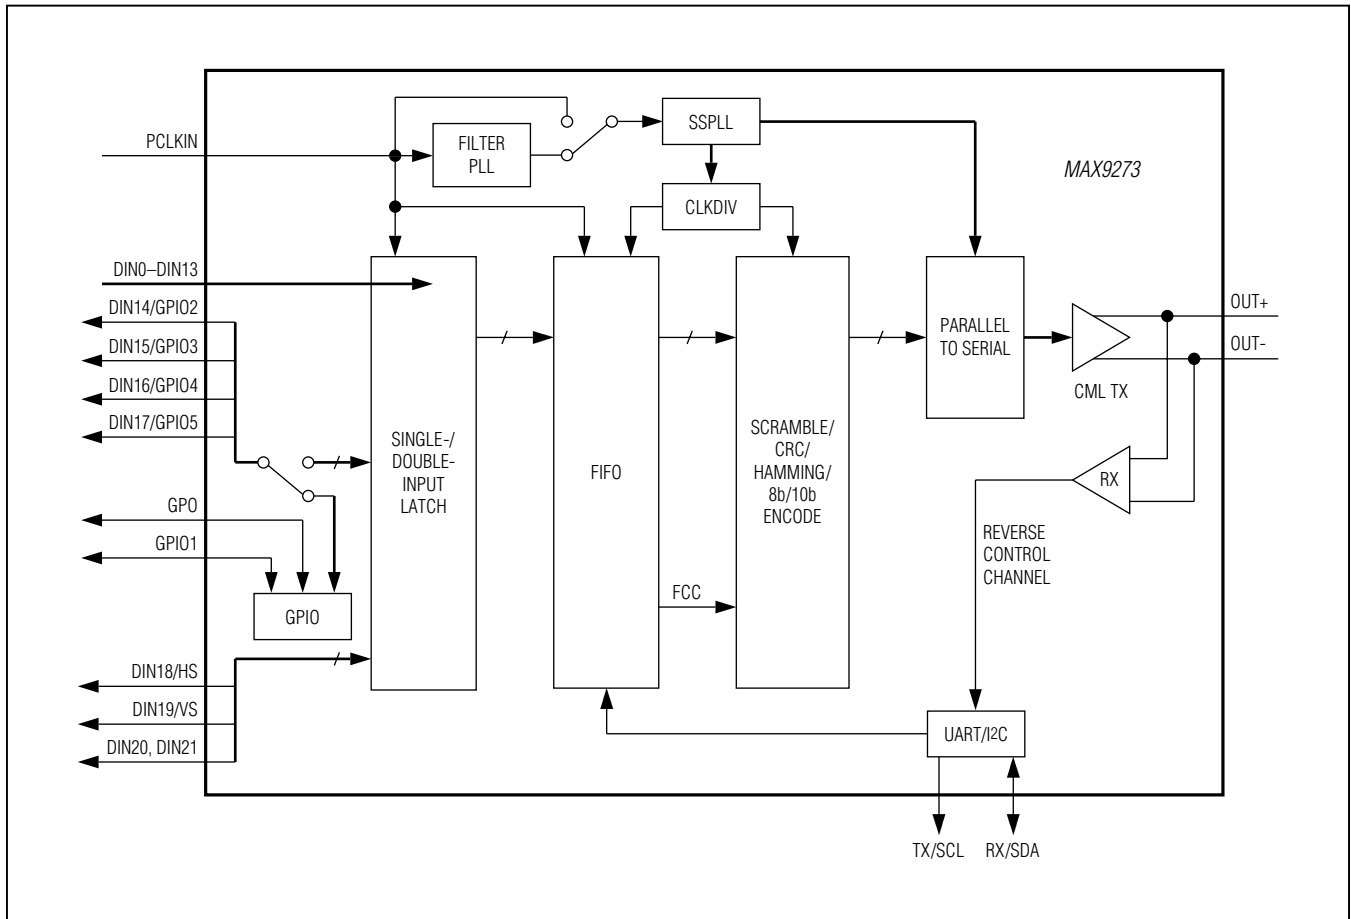 PCLKIN
FILTER
PLL
SSPLL
CLKDIV
MAX9273
DIN0–DIN13
DIN14/GPIO2
DIN15/GPIO3
DIN16/GPIO4
DIN17/GPIO5
GPO
GPIO1
GPIO
DIN18/HS
DIN19/VS
DIN20, DIN21
SINGLE-/
DOUBLE-
INPUT
LATCH
FIFO
FCC
SCRAMBLE/
CRC/
HAMMING/
8b/10b
ENCODE
PARALLEL
TO SERIAL
CML TX
OUT+
OUT-
RX
REVERSE
CONTROL
CHANNEL
UART/I2C
TX/SCL
RX/SDA